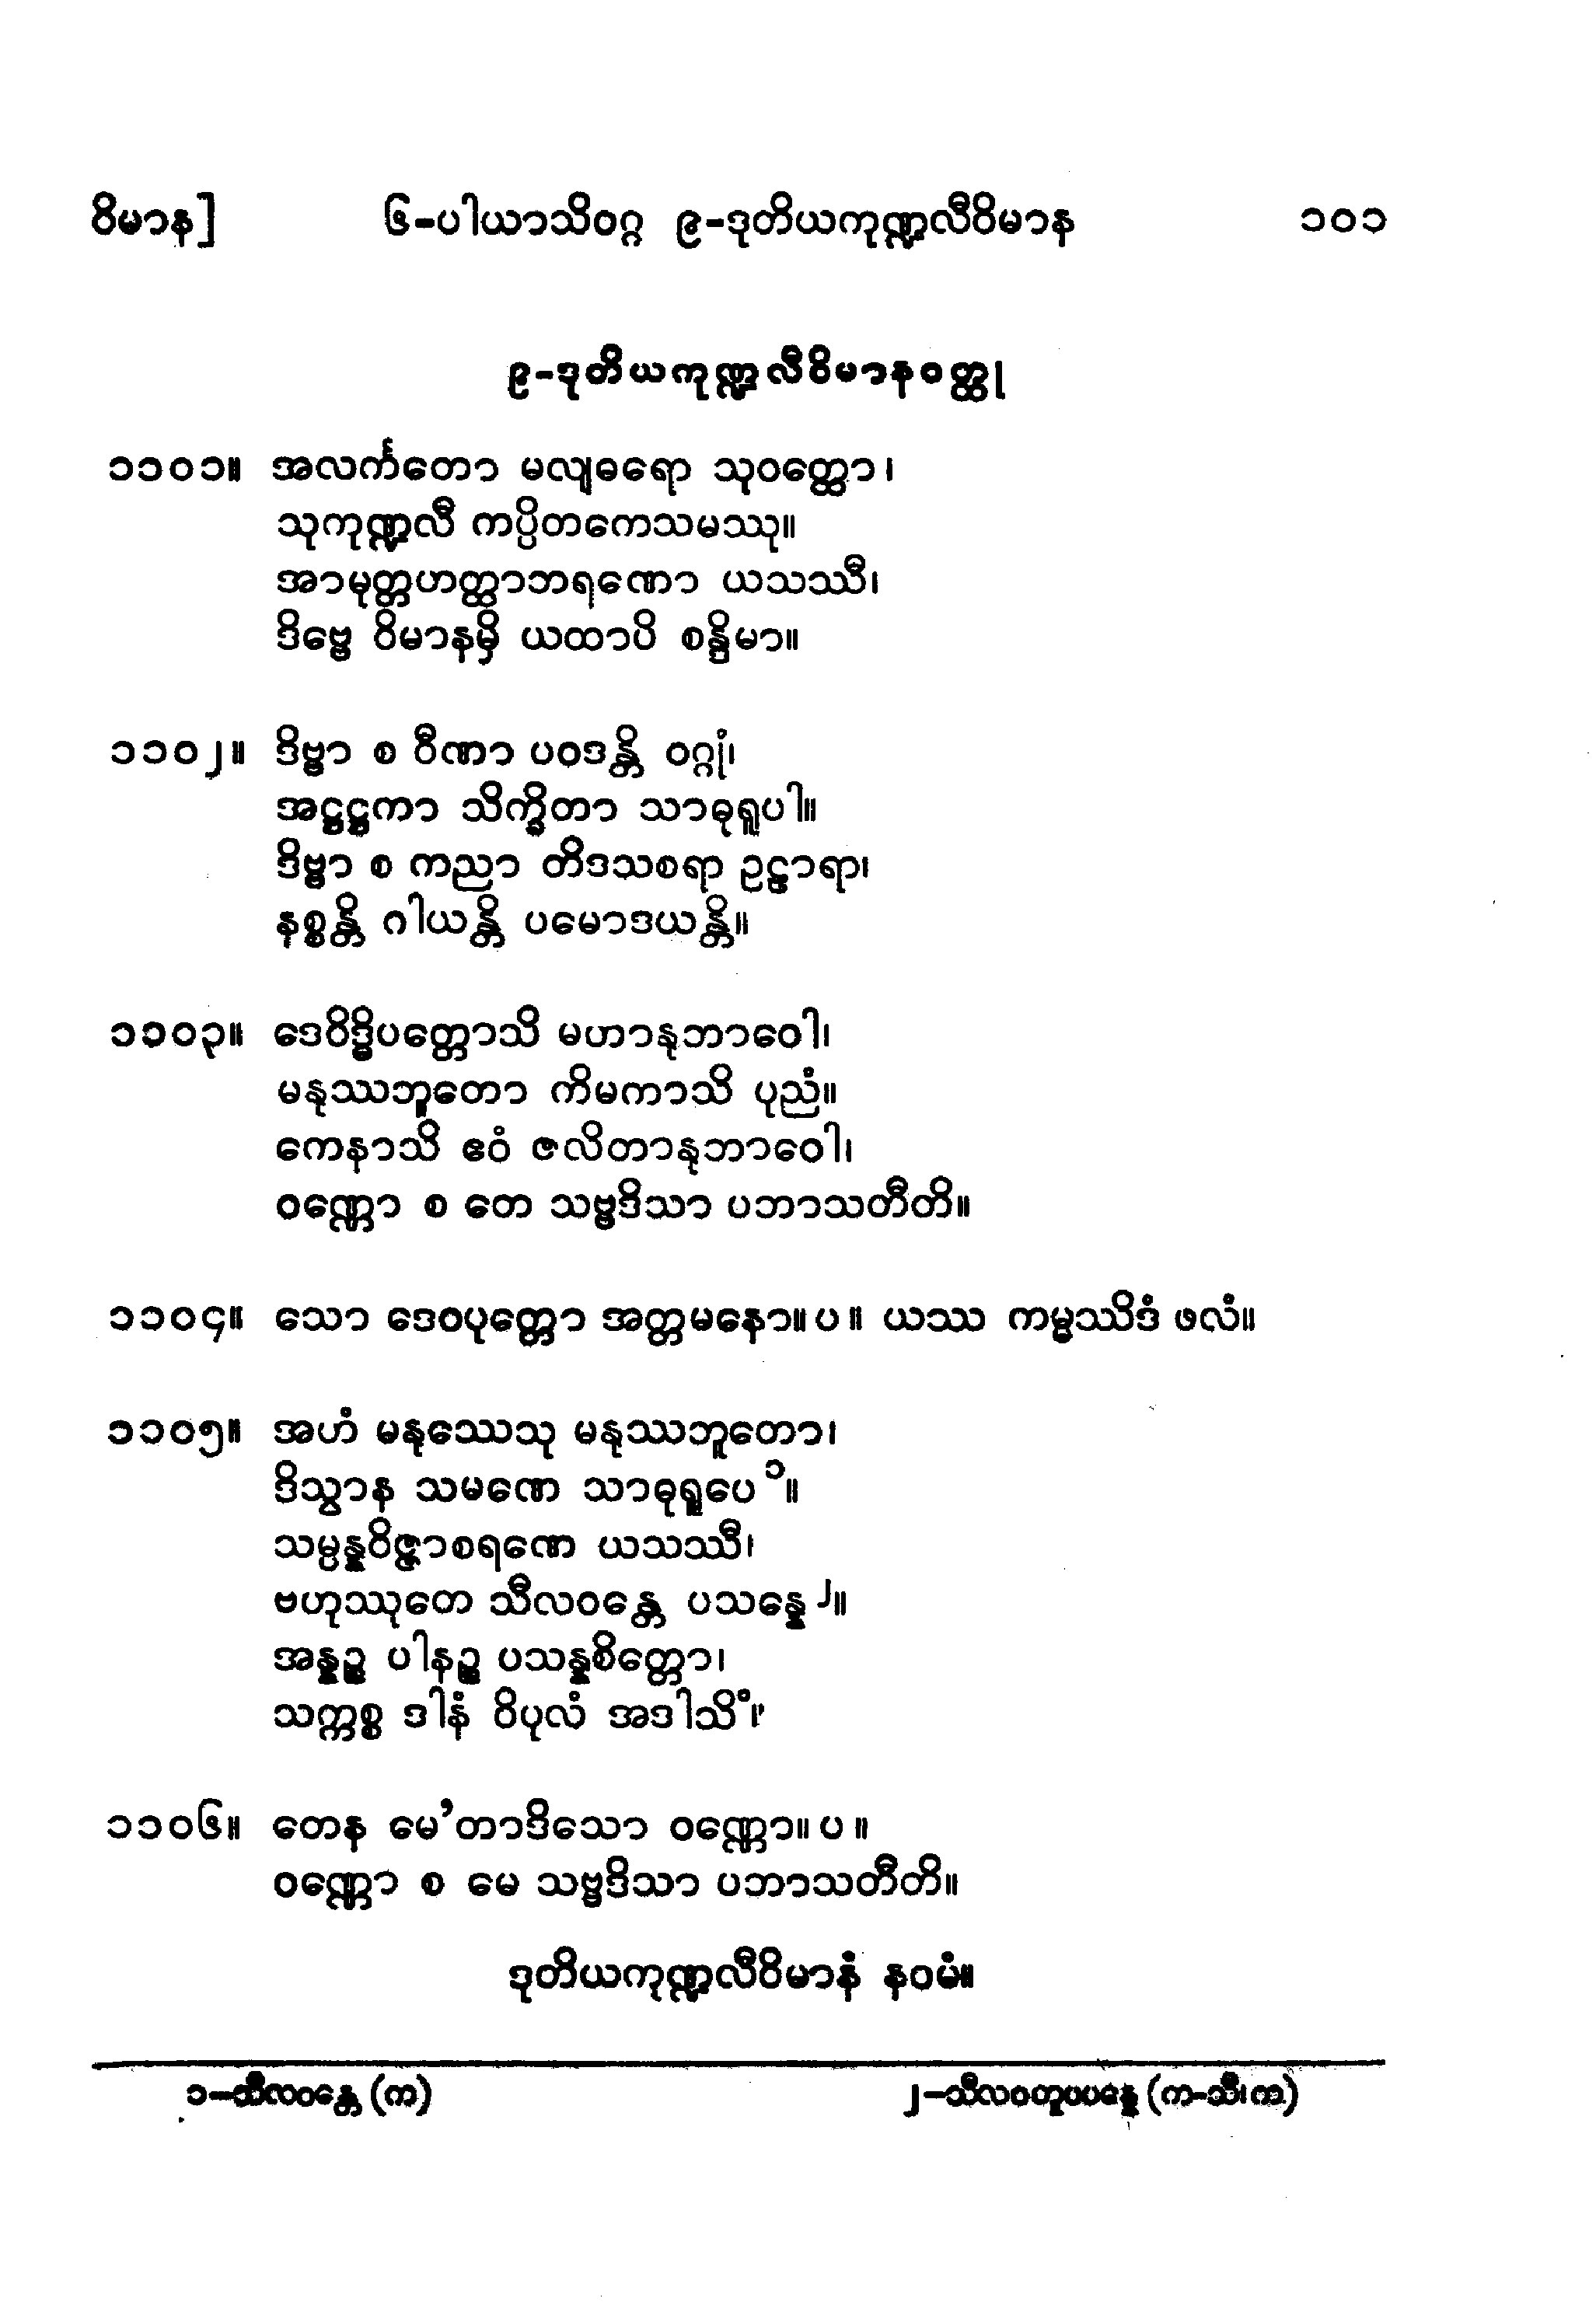 ဝိမာန] ၆-ပါယာသိဝဂ္ဂ ၉-ဒုတိယကုဏ္ဍလီဝိမာန ၁၀၁
၉-ဒုတိယကုဏ္ဍလီဝိမာနဝတ္ထု
၁၁၀၁။ အလင်္ကတော မလျဓရော သုဝတ္ထော၊
သုကုဏ္ဍလီ ကပ္ပိတကေသမဿု။
အာမုတ္တဟတ္ထာဘရဏော ယသဿီ၊
ဒိဗ္ဗေ ဝိမာနမှိ ယထာပိ စန္ဒိမာ။
၁၁၀၂။ ဒိဗ္ဗာ စ ဝီဏာ ပဝဒန္တိ ဝဂ္ဂုံ၊
အဋ္ဌဋ္ဌကာ သိက္ခိတာ သာဓုရူပါ။
ဒိဗ္ဗာ စ ကညာ တိဒသစရာ ဥဠာရာ၊
နစ္စန္တိ ဂါယန္တိ ပမောဒယန္တိ။
၁၁၀၃။ ဒေဝိဒ္ဓိပတ္တောသိ မဟာနုဘာဝေါ၊
မနုဿဘူတော ကိမကာသိ ပုညံ။
ကေနာသိ ဧဝံ ဇလိတာနုဘာဝေါ၊
ဝဏ္ဏော စ တေ သဗ္ဗဒိသာ ပဘာသတီတိ။
၁၁၀၄။ သော ဒေဝပုတ္တော အတ္တမနော။ ပ ။ ယဿ ကမ္မဿိဒံ ဖလံ။
၁၁၀၅။ အဟံ မနုဿေသု မနုဿဘူတော၊
ဒိသွာန သမဏေ သာဓုရူပေ ၁။
သမ္ပန္နဝိဇ္ဇာစရဏေ ယသဿီ၊
ဗဟုဿုတေ သီလဝန္တေ ပသန္နေ ၂။
အန္နဉ္စ ပါနဉ္စ ပသန္နစိတ္တော၊
သက္ကစ္စ ဒါနံ ဝိပုလံ အဒါသိံ။
၁၁၀၆။ တေန မေ’တာဒိသော ဝဏ္ဏော။ ပ ။
ဝဏ္ဏော စ မေ သဗ္ဗဒိသာ ပဘာသတီတိ။
ဒုတိယကုဏ္ဍလီဝိမာနံ နဝမံ။
၁-သီလဝန္တေ (က) ၂-သီလဝတူပပန္နေ (က-သီ၊က)